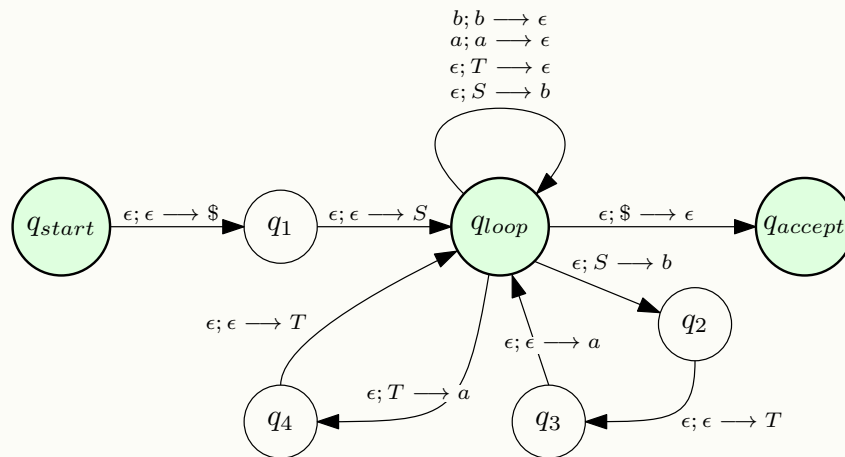 b; b ⟶ ϵ
a; a ⟶ ϵ
ϵ; T ⟶ ϵ
ϵ; S ⟶ b
q_start
ϵ; ϵ ⟶ $
q_1
ϵ; ϵ ⟶ S
q_loop
ϵ; $ ⟶ ϵ
q_accept
ϵ; S ⟶ b
q_2
ϵ; ϵ ⟶ T
ϵ; ϵ ⟶ a
ϵ; T ⟶ a
q_4
q_3
ϵ; ϵ ⟶ T